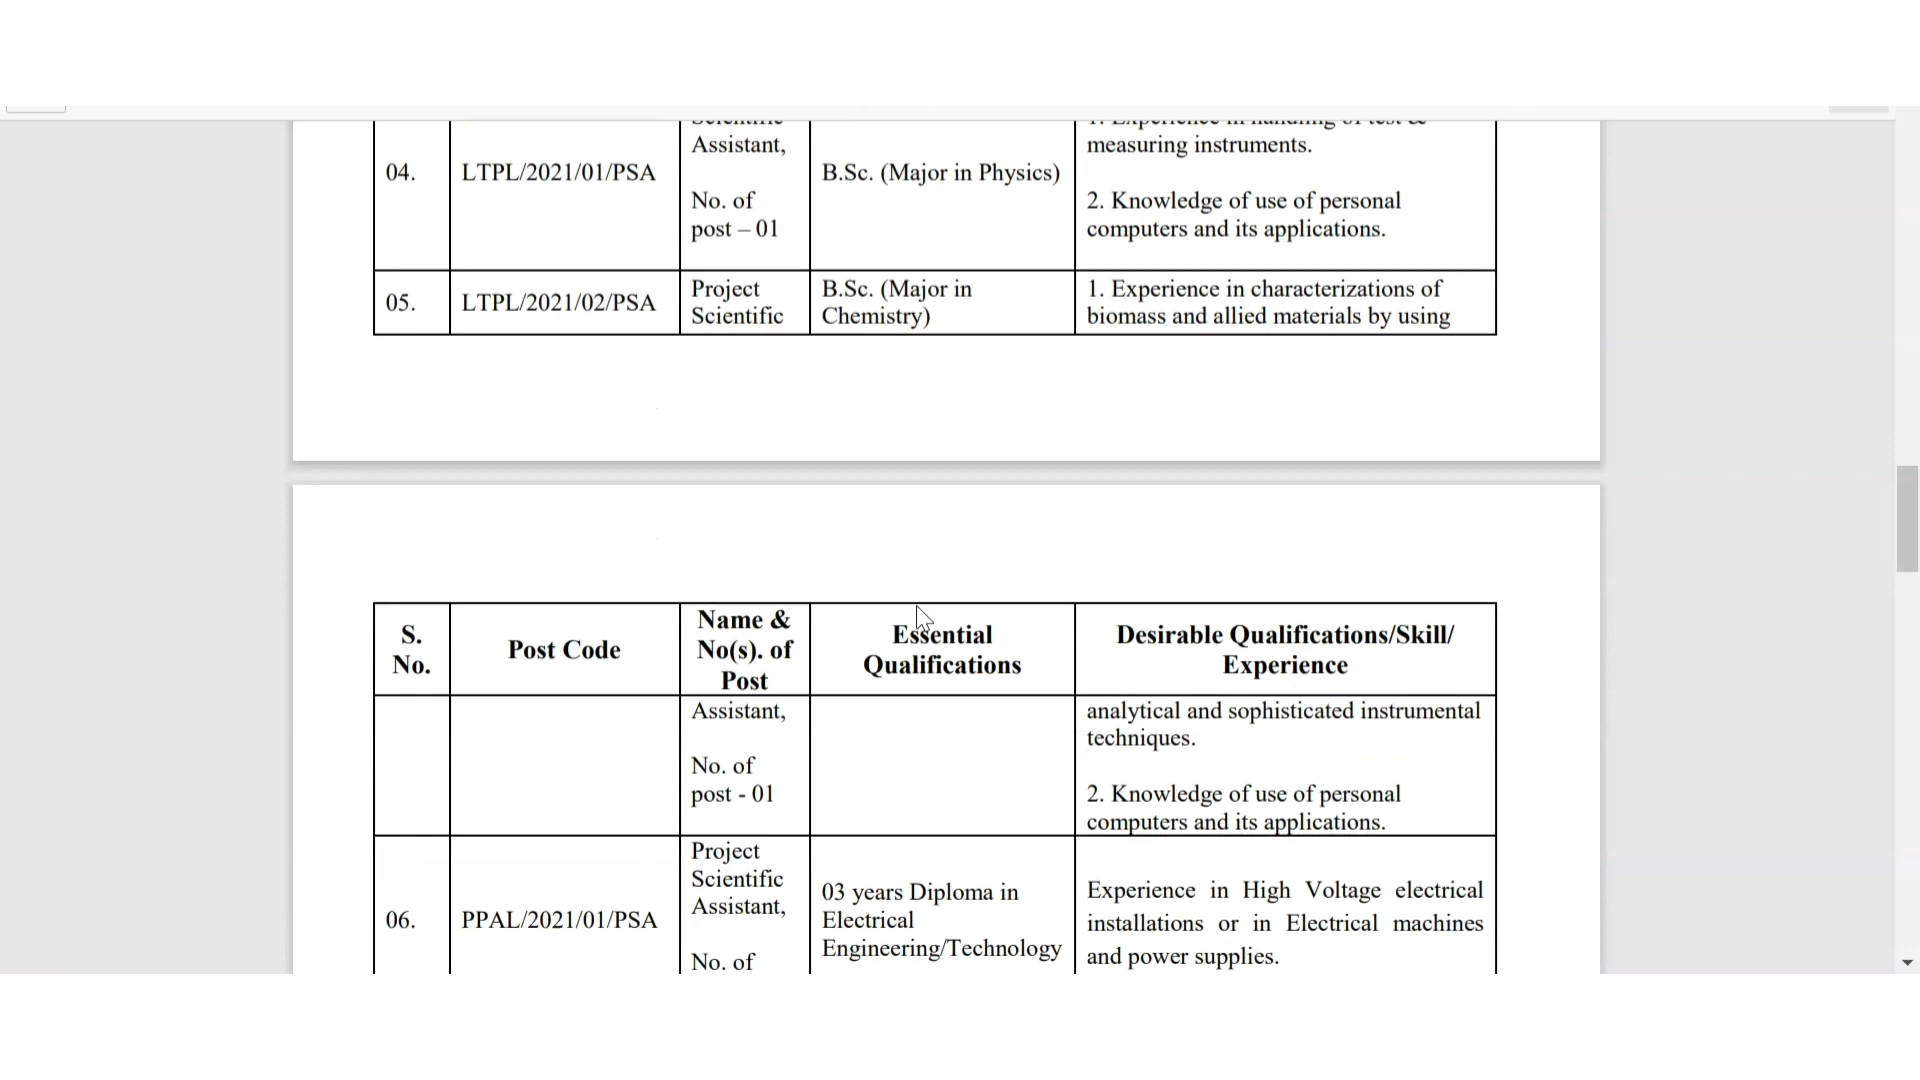 Assistant,
measuring instruments.
04.
LTPL/2021/01/PSA
B.Sc. (Major in Physics)
No. of
post – 01
2. Knowledge of use of personal
computers and its applications.
05.
LTPL/2021/02/PSA
Project
Scientific
B.Sc. (Major in
Chemistry)
1. Experience in characterizations of
biomass and allied materials by using
S.
No.
Post Code
Name &
No(s). of
Post
Essential
Qualifications
Desirable Qualifications/Skill/
Experience
Assistant,
No. of
post - 01
analytical and sophisticated instrumental
techniques.
2. Knowledge of use of personal
computers and its applications.
06.
PPAL/2021/01/PSA
Project
Scientific
Assistant,
No. of
03 years Diploma in
Electrical
Engineering/Technology
Experience in High Voltage electrical
installations or in Electrical machines
and power supplies.